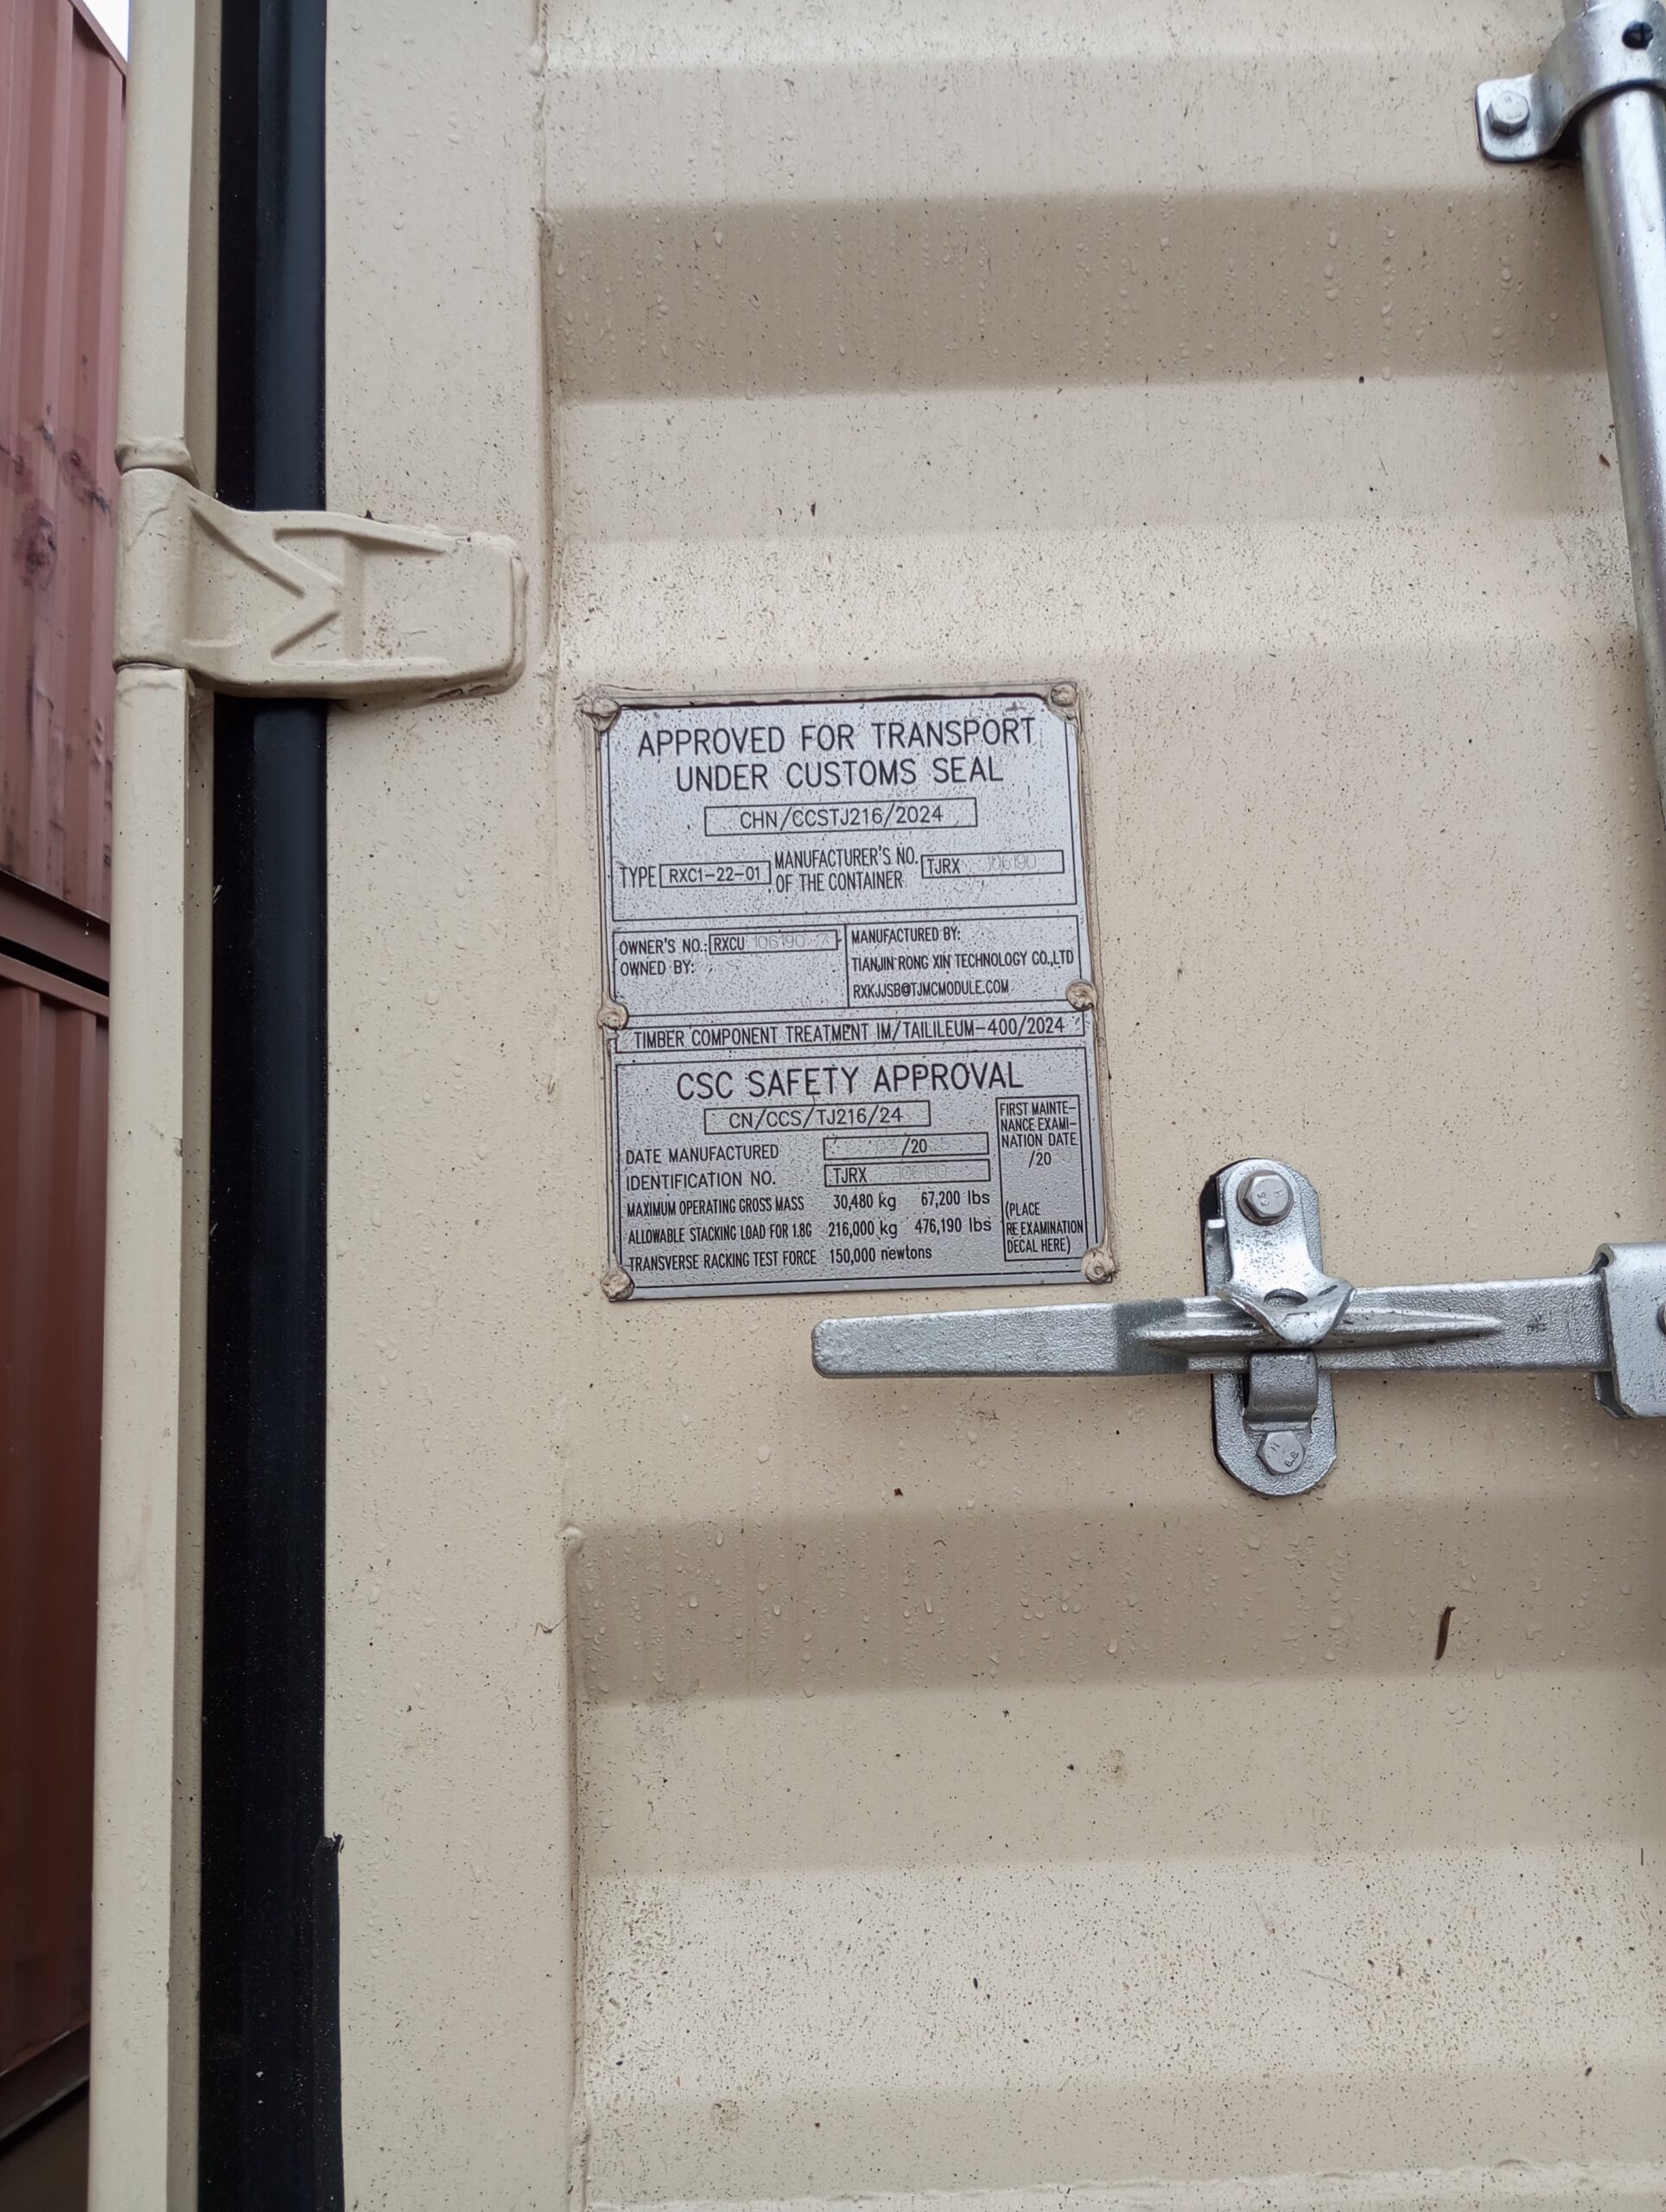 APPROVED FOR TRANSPORT
UNDER CUSTOMS SEAL
CHN/CCSTJ216/2024
TYPE RXC1-22-01 MANUFACTURER'S NO. OF THE CONTAINER TJRX 106190
OWNER'S NO.: RXCU 106190
OWNED BY:
MANUFACTURED BY:
TIANJIN RONG XIN TECHNOLOGY CO.,LTD
RXKJJSB@TJMCMODULE.COM
TIMBER COMPONENT TREATMENT IM/TAILILEUM-400/2024
CSC SAFETY APPROVAL
CN/CCS/TJ216/24
DATE MANUFACTURED /20
IDENTIFICATION NO. TJRX 106190
MAXIMUM OPERATING GROSS MASS 30,480 kg 67,200 lbs
ALLOWABLE STACKING LOAD FOR 1.8G 216,000 kg 476,190 lbs
TRANSVERSE RACKING TEST FORCE 150,000 newtons
FIRST MAINTE-
NANCE EXAMI-
NATION DATE
/20
(PLACE
RE-EXAMINATION
DECAL HERE)